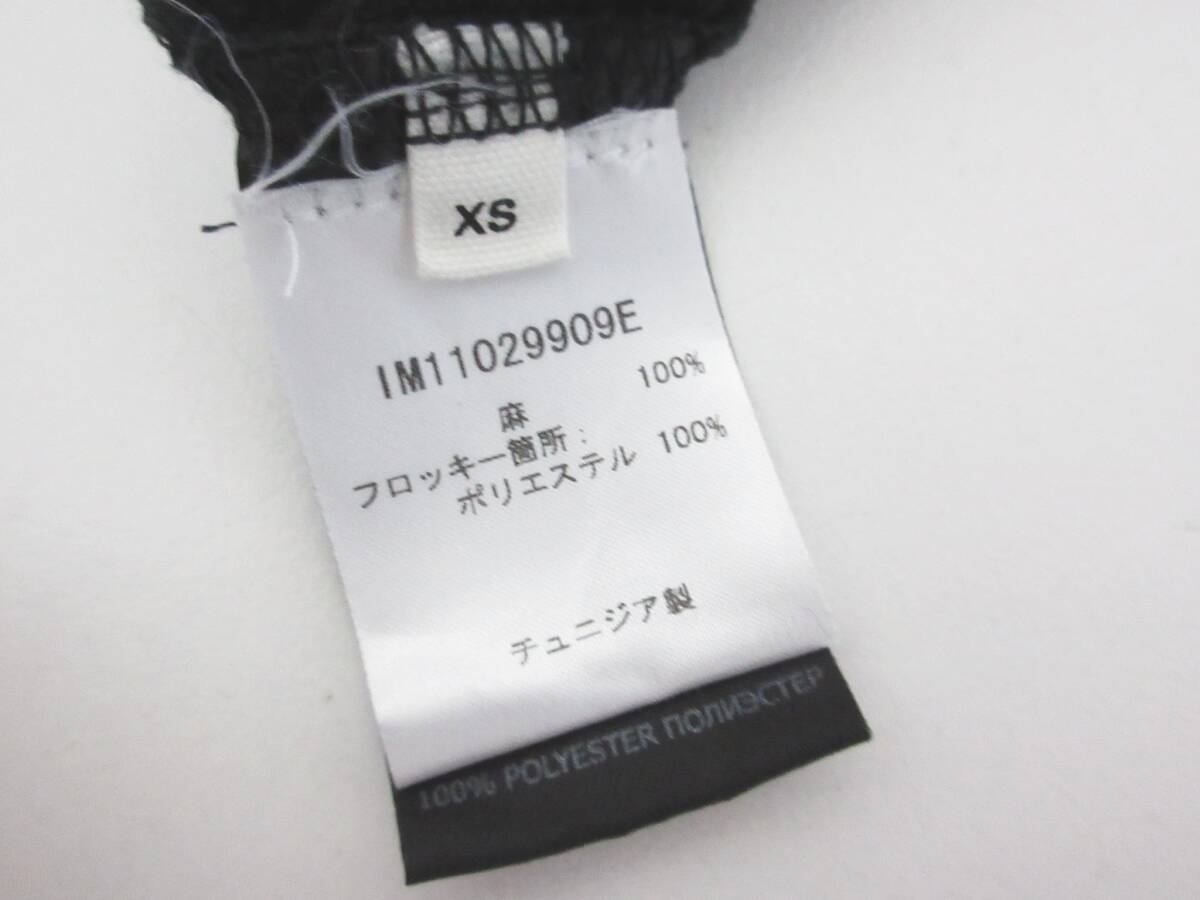 XS
IM11029909E
麻 100%
フロッキー箇所：
ポリエステル 100%
チュニジア製
100% POLYESTER ПОЛИЭСТЕР